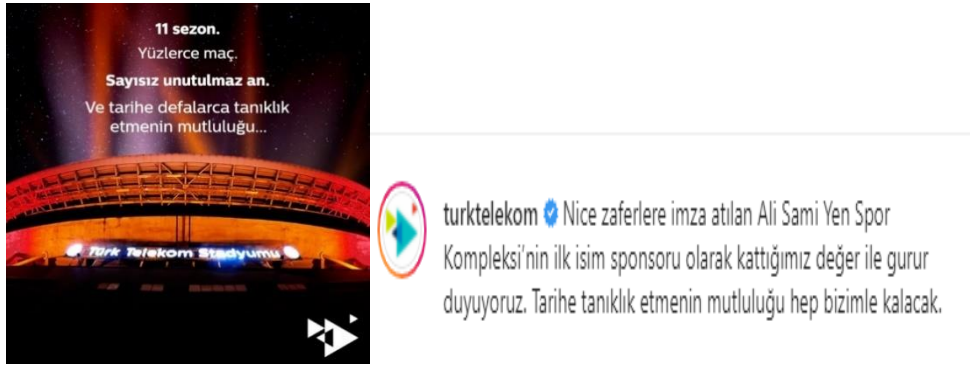 11 sezon.
Yüzlerce maç.
Sayısız unutulmaz an.
Ve tarihe defalarca tanıklık
etmenin mutluluğu...
Türk Telekom Stadyumu
turktelekom Nice zaferlere imza atılan Ali Sami Yen Spor
Kompleksi'nin ilk isim sponsoru olarak kattığımız değer ile gurur
duyuyoruz. Tarihe tanıklık etmenin mutluluğu hep bizimle kalacak.